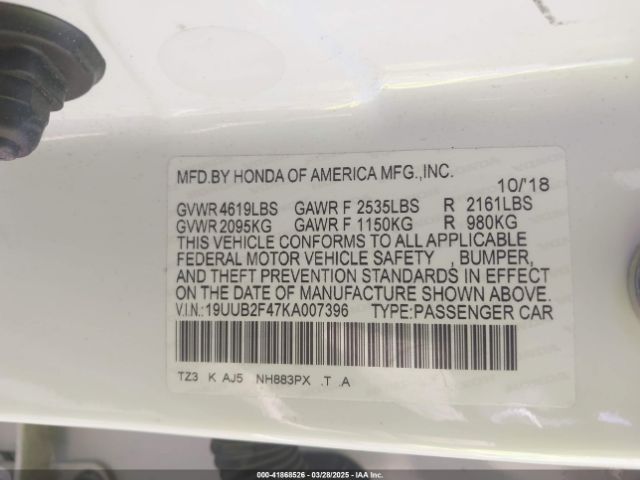 MFD.BY HONDA OF AMERICA MFG.,INC.
10/'18
GVWR 4619LBS GAWR F 2535LBS R 2161LBS
GVWR 2095KG GAWR F 1150KG R 980KG
THIS VEHICLE CONFORMS TO ALL APPLICABLE
FEDERAL MOTOR VEHICLE SAFETY , BUMPER,
AND THEFT PREVENTION STANDARDS IN EFFECT
ON THE DATE OF MANUFACTURE SHOWN ABOVE.
V.I.N.: 19UUB2F47KA007396 TYPE:PASSENGER CAR
TZ3 K AJ5 NH883PX .T .A
000-41868526 | 03/28/2025 | IAA Inc.